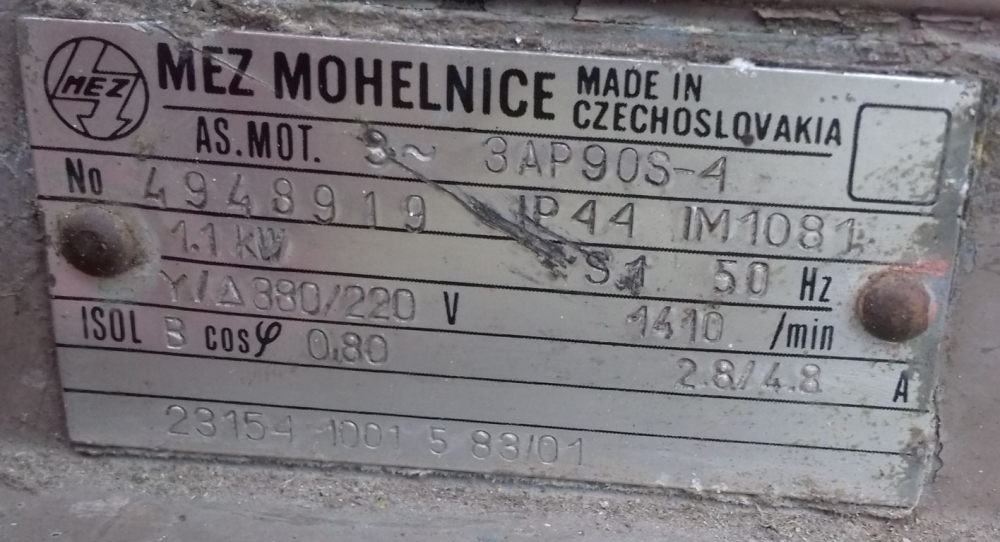 MEZ MEZ MOHELNICE MADE IN CZECHOSLOVAKIA
AS.MOT. 3~ 3AP90S-4
No 4948919 IP44 IM1081
1.1 kW S1 50 Hz
Y/Δ 380/220 V 1410 /min
ISOL B cosφ 0.80 2.8/4.8 A
23154 1001 5 83/01